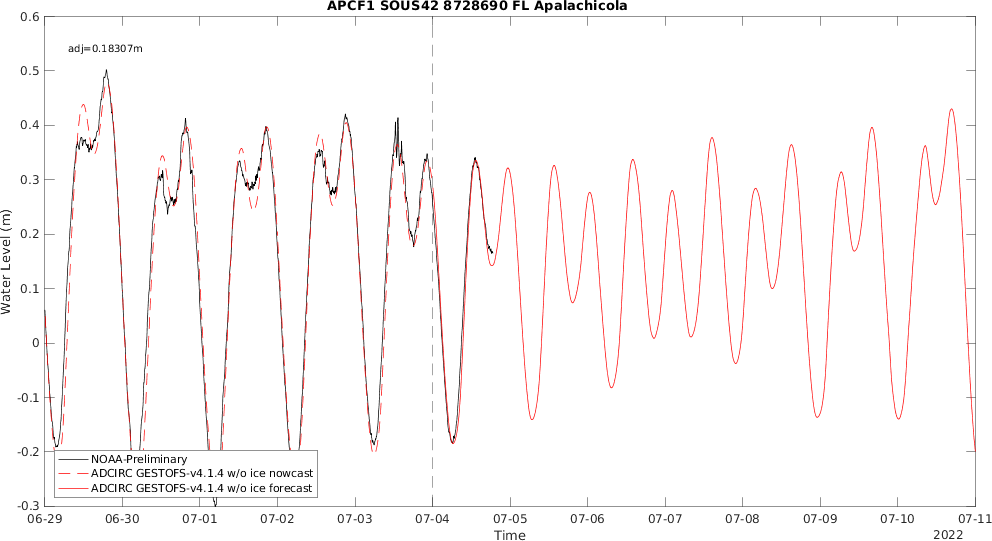 APCF1 SOUS42 8728690 FL Apalachicola
adj=0.18307m
0.6
0.5
0.4
0.3
0.2
0.1
0
-0.1
-0.2
-0.3
Water Level (m)
NOAA-Preliminary
ADCIRC GESTOFS-v4.1.4 w/o ice nowcast
ADCIRC GESTOFS-v4.1.4 w/o ice forecast
06-29 06-30 07-01 07-02 07-03 07-04 07-05 07-06 07-07 07-08 07-09 07-10 07-11
Time
2022